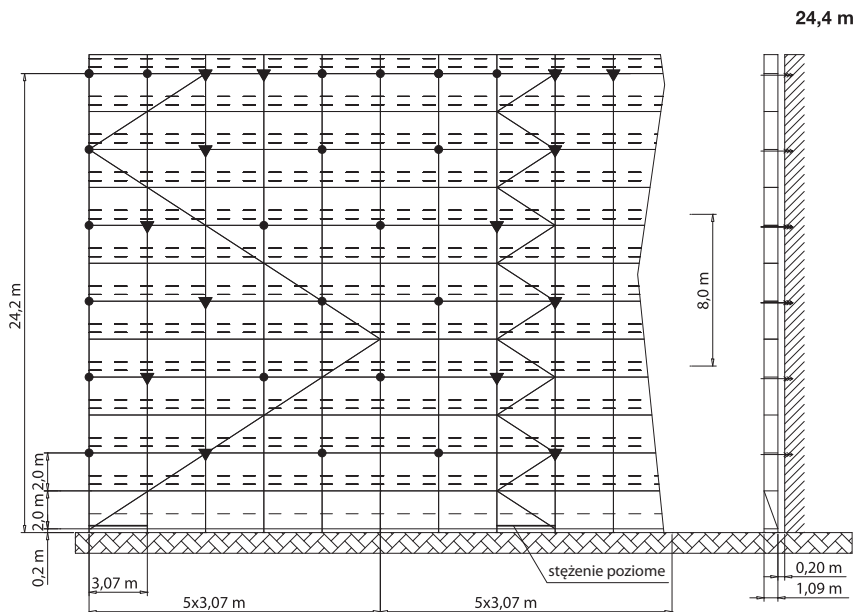 24,4 m
24,2 m
8,0 m
2,0 m
2,0 m
0,2 m
stężenie poziome
3,07 m
5x3,07 m
5x3,07 m
0,20 m
1,09 m